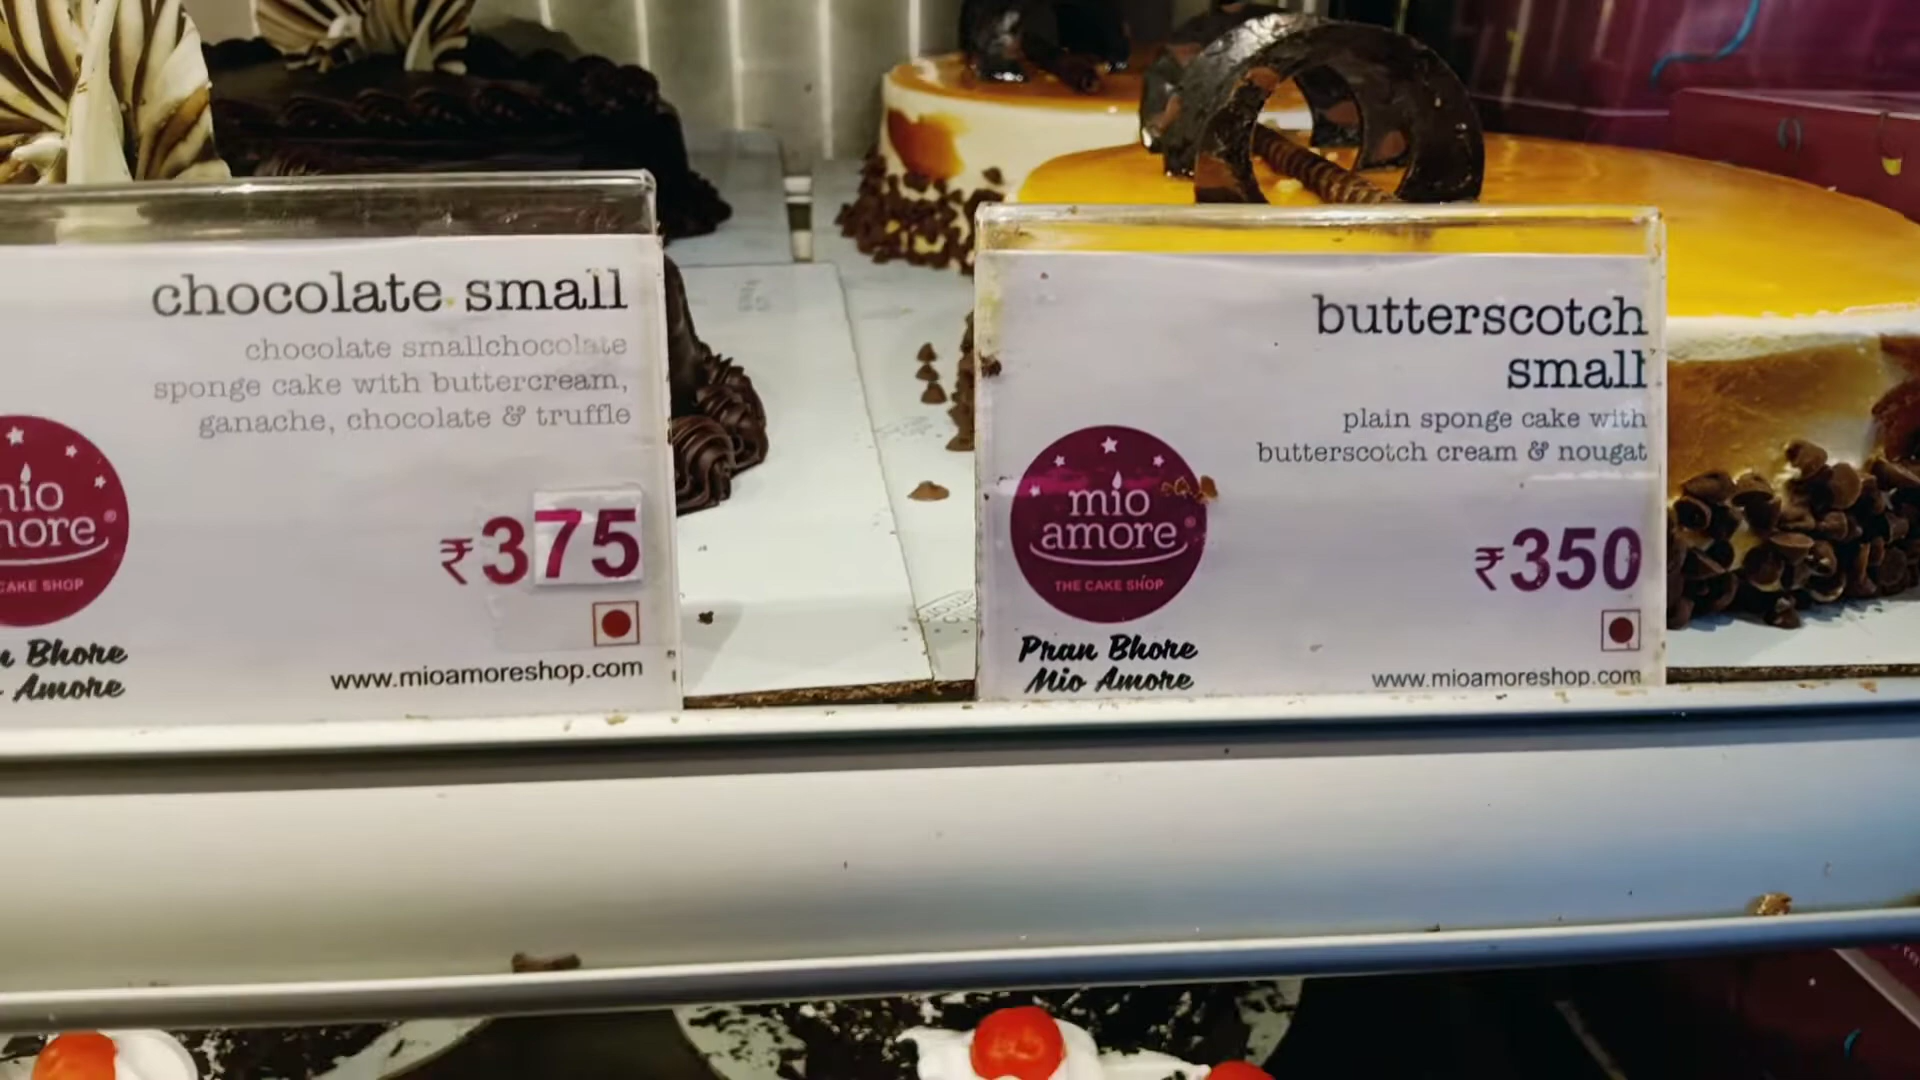 chocolate small
chocolate smallchocolate
sponge cake with buttercream,
ganache, chocolate & truffle
mio
amore®
CAKE SHOP
₹375
Bhore
Amore
www.mioamoreshop.com
butterscotch
small
plain sponge cake with
butterscotch cream & nougat
mio
amore®
THE CAKE SHOP
₹350
Pran Bhore
Mio Amore
www.mioamoreshop.com